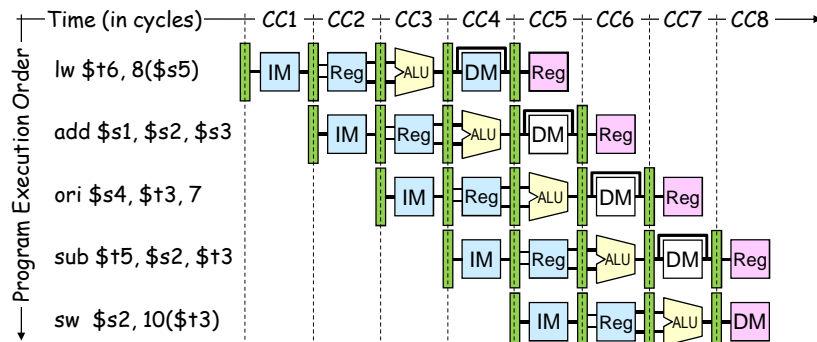 Time (in cycles) CC1 CC2 CC3 CC4 CC5 CC6 CC7 CC8
Program Execution Order
lw $t6, 8($s5) IM Reg ALU DM Reg
add $s1, $s2, $s3 IM Reg ALU DM Reg
ori $s4, $t3, 7 IM Reg ALU DM Reg
sub $t5, $s2, $t3 IM Reg ALU DM Reg
sw $s2, 10($t3) IM Reg ALU DM